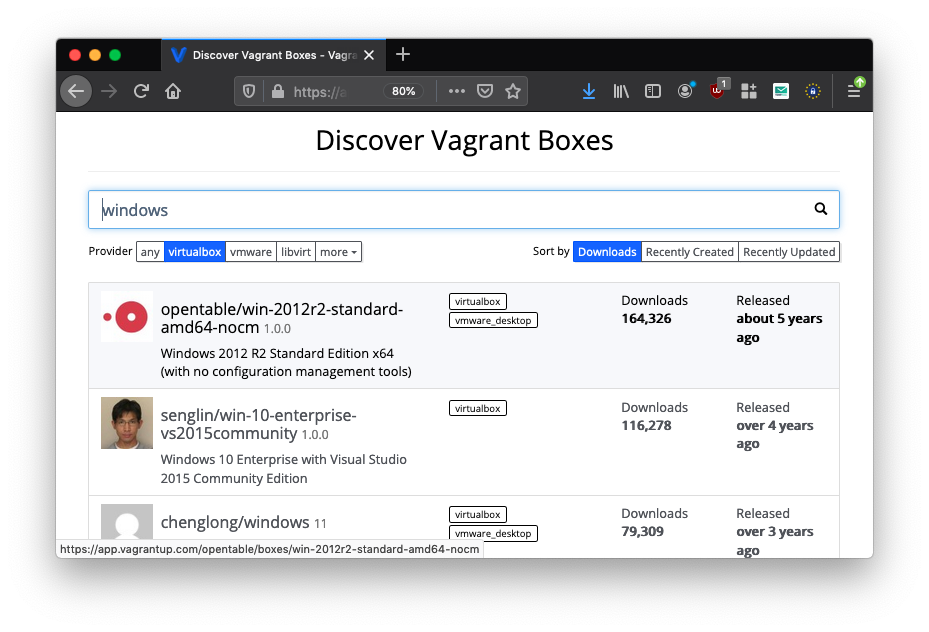 Discover Vagrant Boxes - Vagra
https://a
80%
1
Discover Vagrant Boxes
windows
Provider any virtualbox vmware libvirt more
Sort by Downloads Recently Created Recently Updated
opentable/win-2012r2-standard-
amd64-nocm 1.0.0
Windows 2012 R2 Standard Edition x64
(with no configuration management tools)
virtualbox
vmware_desktop
Downloads
164,326
Released
about 5 years
ago
senglin/win-10-enterprise-
vs2015community 1.0.0
Windows 10 Enterprise with Visual Studio
2015 Community Edition
virtualbox
Downloads
116,278
Released
over 4 years
ago
chenglong/windows 11
virtualbox
vmware_desktop
Downloads
79,309
Released
over 3 years
ago
https://app.vagrantup.com/opentable/boxes/win-2012r2-standard-amd64-nocm